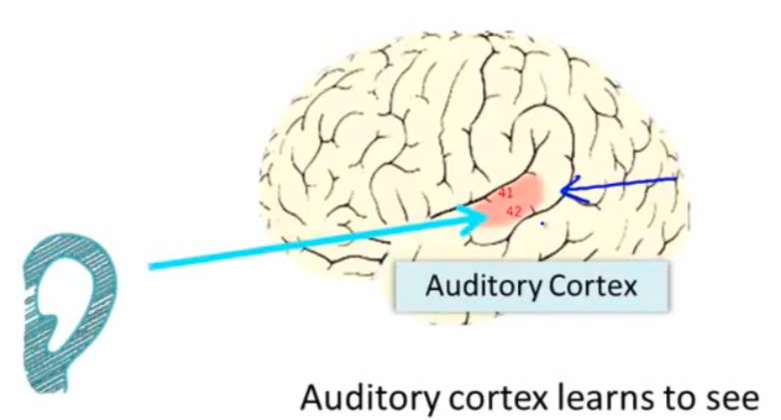 41
42
Auditory Cortex
Auditory cortex learns to see